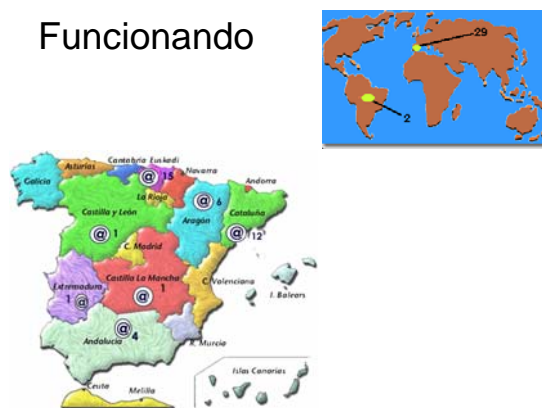 Funcionando
29
2
Cantabria Euskadi
Asturias
@ 15
Navarra
Galicia
La Rioja
@ 6
Andorra
Castilla y León
Aragón
Cataluña
@ 1
@ 12
C. Madrid
Castilla La Mancha
Extremadura
1 @
1
@
C. Valenciana
I. Balears
@ 4
Andalucía
R. Murcia
Islas Canarias
Ceuta
Melilla